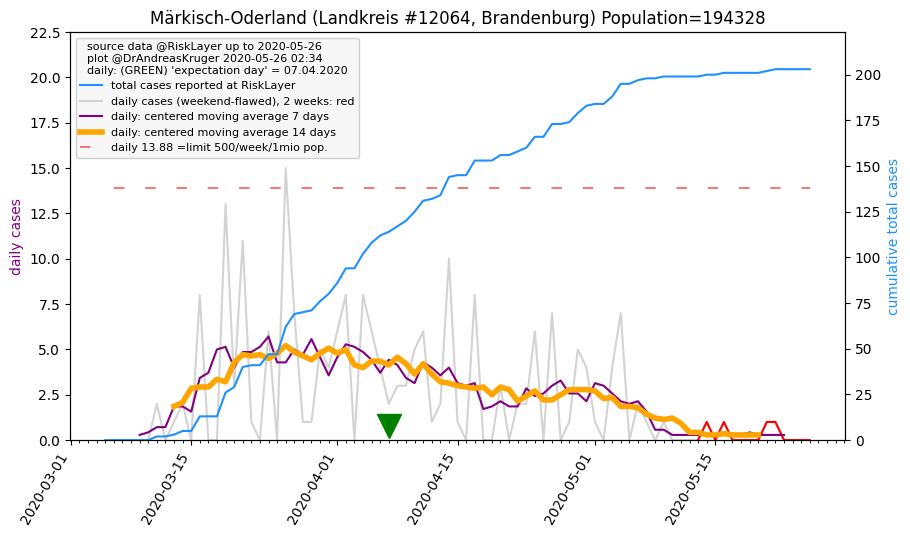 Märkisch-Oderland (Landkreis #12064, Brandenburg) Population=194328
source data @RiskLayer up to 2020-05-26
plot @DrAndreasKruger 2020-05-26 02:34
daily: (GREEN) 'expectation day' = 07.04.2020
total cases reported at RiskLayer
daily cases (weekend-flawed), 2 weeks: red
daily: centered moving average 7 days
daily: centered moving average 14 days
daily 13.88 =limit 500/week/1mio pop.
daily cases
22.5
20.0
17.5
15.0
12.5
10.0
7.5
5.0
2.5
0.0
200
175
150
125
100
75
50
25
0
cumulative total cases
2020-03-01
2020-03-15
2020-04-01
2020-04-15
2020-05-01
2020-05-15